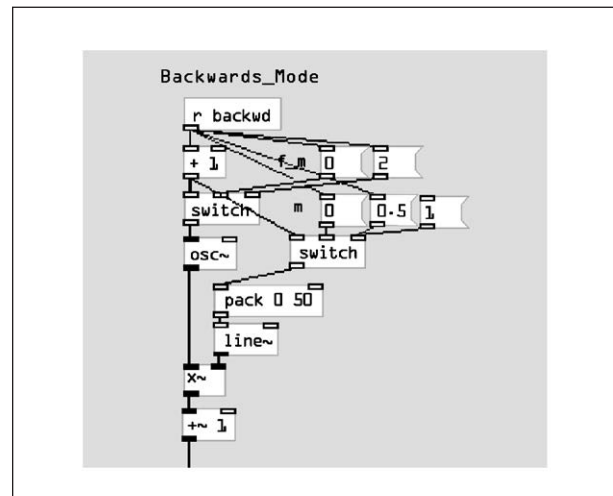 Backwards_Mode
r backwd
+ 1 f_m 0 2
switch m 0 0.5 1
osc~ switch
pack 0 50
line~
x~
+~ 1